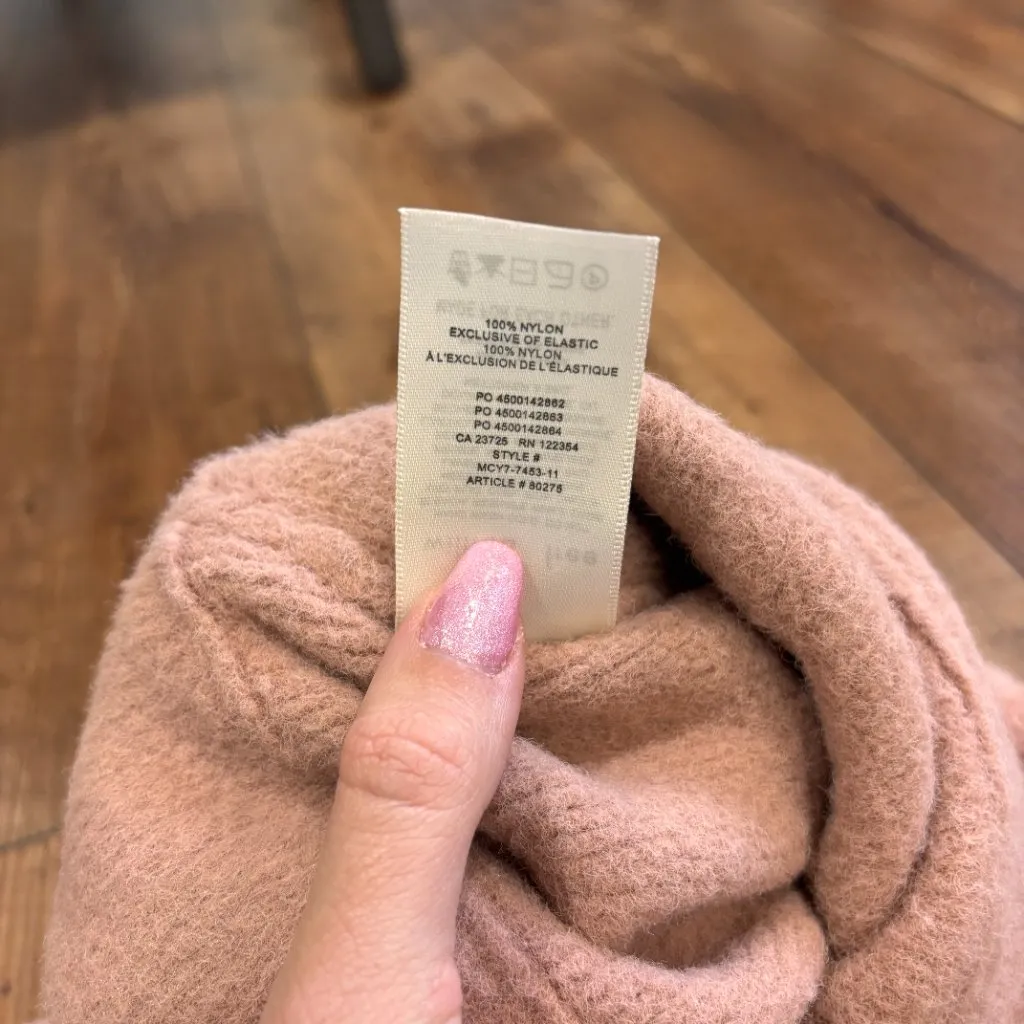 100% NYLON
EXCLUSIVE OF ELASTIC
100% NYLON
À L'EXCLUSION DE L'ÉLASTIQUE
PO 4500142862
PO 4500142863
PO 4500142864
CA 23725 RN 122354
STYLE #
MCY7-7453-11
ARTICLE # 80275